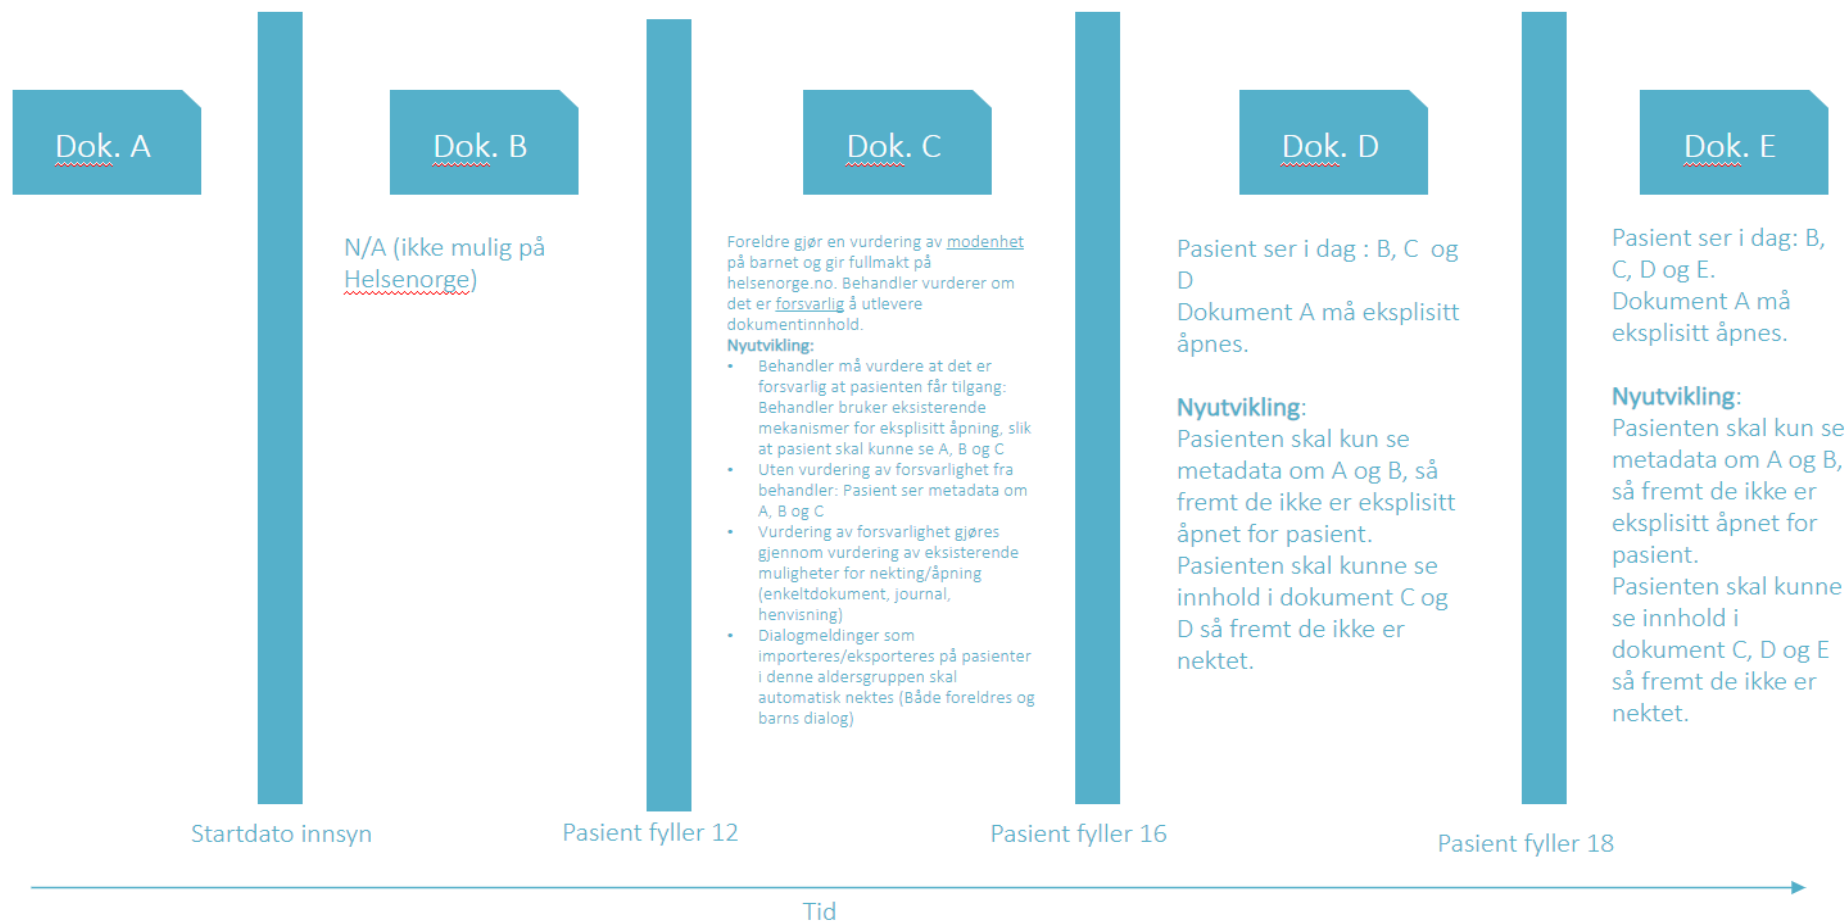 Dok. A
Dok. B
Dok. C
Dok. D
Dok. E
N/A (ikke mulig på
Helsenorge)
Foreldre gjør en vurdering av modenhet
på barnet og gir fullmakt på
helsenorge.no. Behandler vurderer om
det er forsvarlig å utlevere
dokumentinnhold.
Nyutvikling:
• Behandler må vurdere at det er
forsvarlig at pasienten får tilgang:
Behandler bruker eksisterende
mekanismer for eksplisitt åpning, slik
at pasient skal kunne se A, B og C
• Uten vurdering av forsvarlighet fra
behandler: Pasient ser metadata om
A, B og C
• Vurdering av forsvarlighet gjøres
gjennom vurdering av eksisterende
muligheter for nekting/åpning
(enkeltdokument, journal,
henvisning)
• Dialogmeldinger som
importeres/eksporteres på pasienter
i denne aldersgruppen skal
automatisk nektes (Både foreldres og
barns dialog)
Pasient ser i dag : B, C og
D
Dokument A må eksplisitt
åpnes.
Nyutvikling:
Pasienten skal kun se
metadata om A og B, så
fremt de ikke er eksplisitt
åpnet for pasient.
Pasienten skal kunne se
innhold i dokument C og
D så fremt de ikke er
nektet.
Pasient ser i dag: B,
C, D og E.
Dokument A må
eksplisitt åpnes.
Nyutvikling:
Pasienten skal kun se
metadata om A og B,
så fremt de ikke er
eksplisitt åpnet for
pasient.
Pasienten skal kunne
se innhold i
dokument C, D og E
så fremt de ikke er
nektet.
Startdato innsyn
Pasient fyller 12
Pasient fyller 16
Pasient fyller 18
Tid